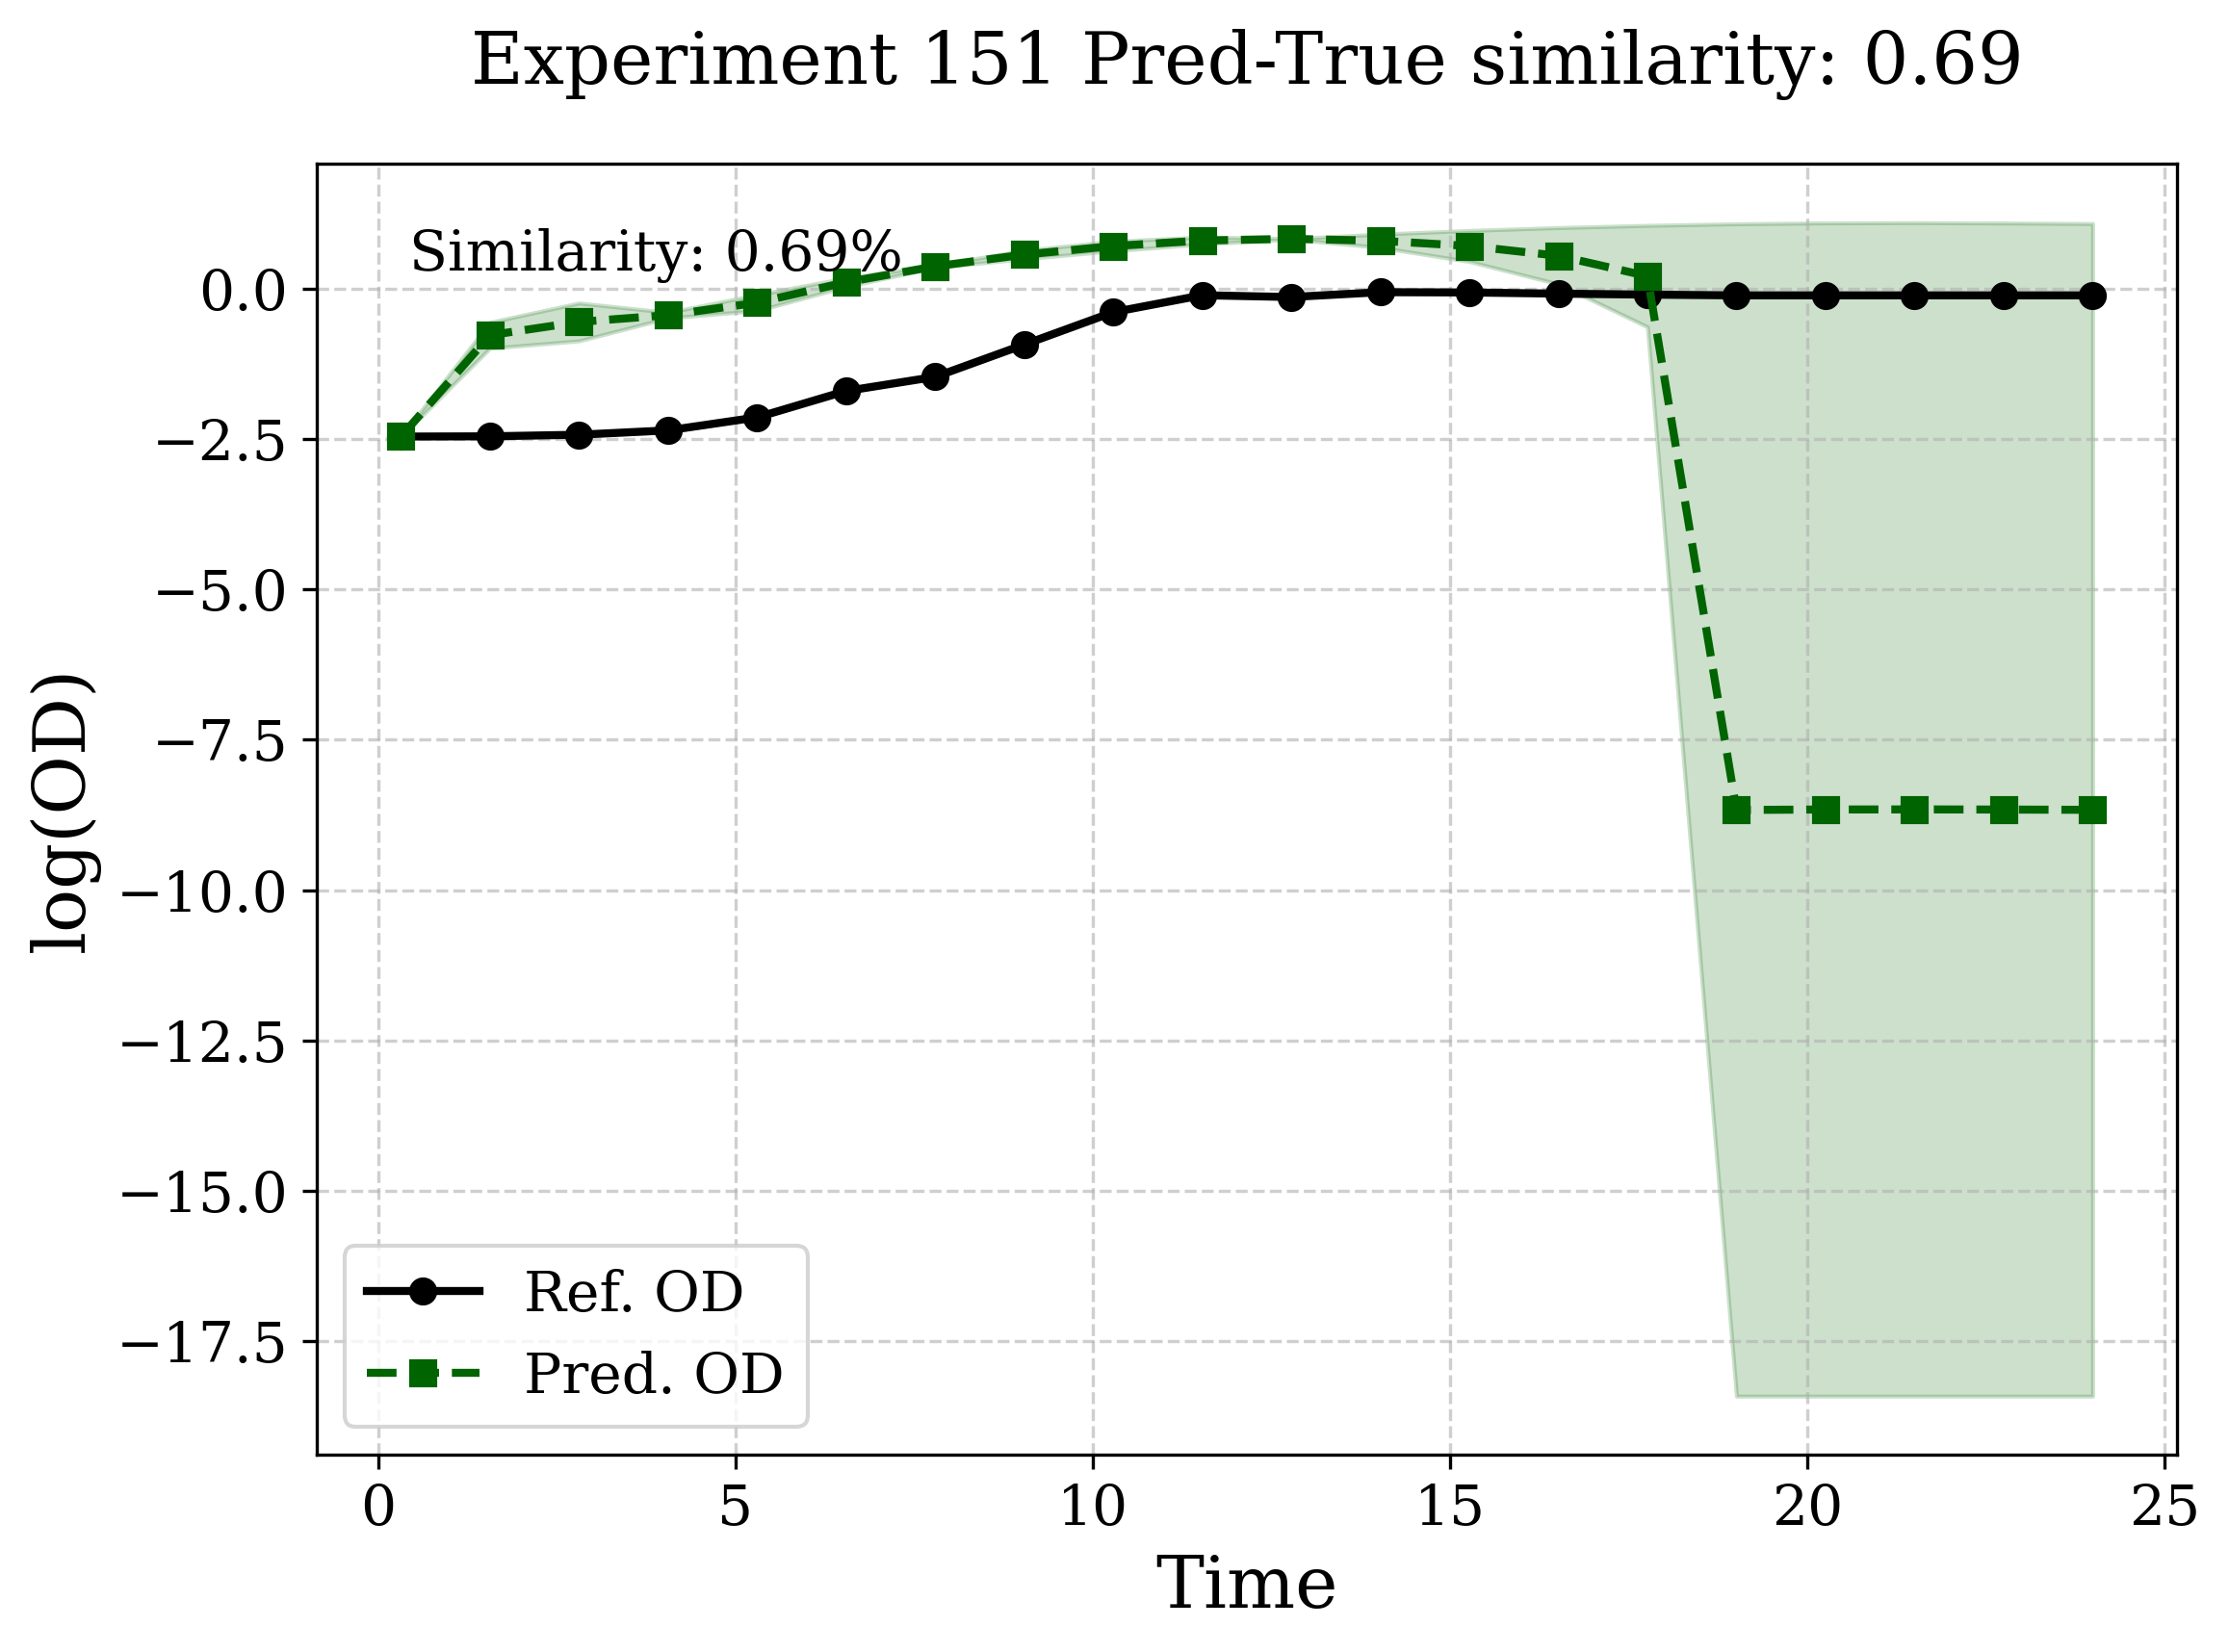 Experiment 151 Pred-True similarity: 0.69
Similarity: 0.69%
log(OD)
0.0
−2.5
−5.0
−7.5
−10.0
−12.5
−15.0
−17.5
Ref. OD
Pred. OD
0 5 10 15 20 25
Time